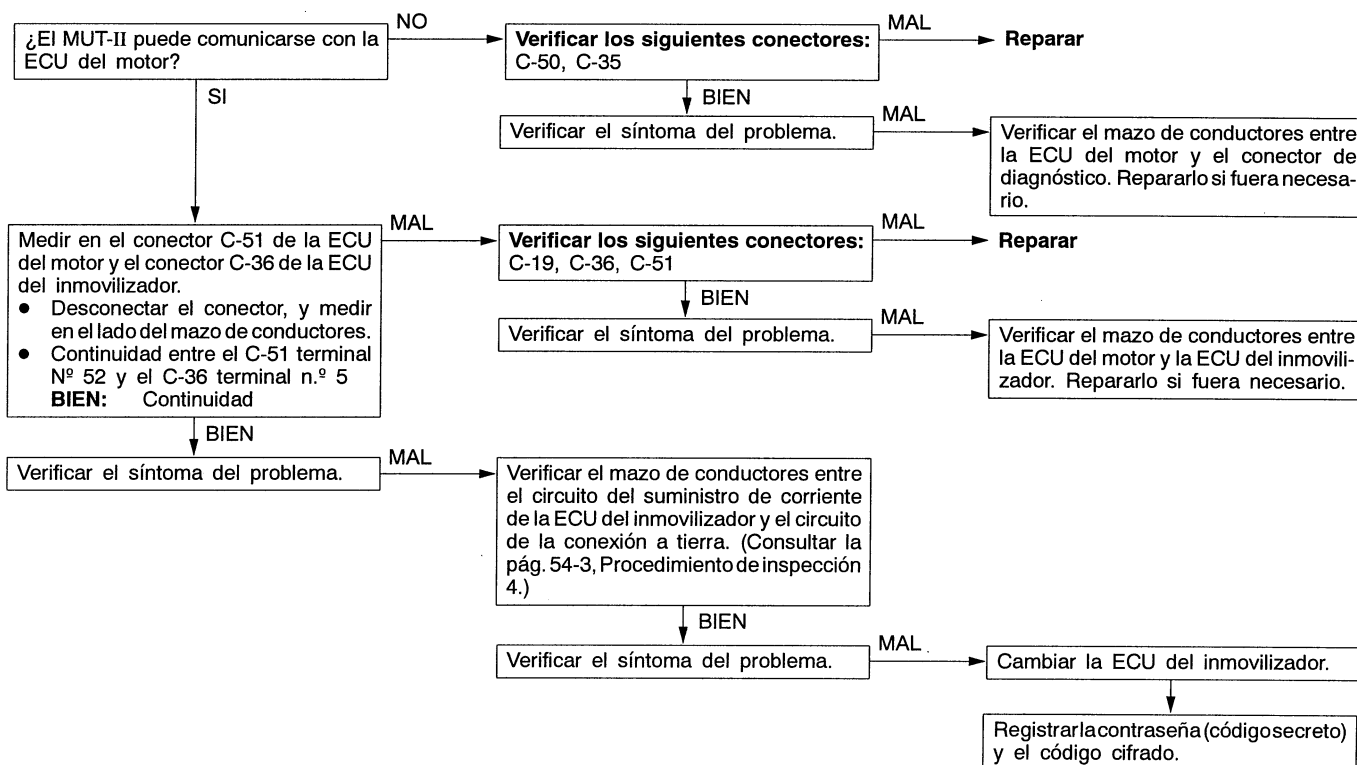 ¿El MUT-II puede comunicarse con la
ECU del motor?
NO
Verificar los siguientes conectores:
C-50, C-35
MAL
Reparar
SI
BIEN
Verificar el síntoma del problema.
MAL
Verificar el mazo de conductores entre
la ECU del motor y el conector de
diagnóstico. Repararlo si fuera necesa-
rio.
Medir en el conector C-51 de la ECU
del motor y el conector C-36 de la ECU
del inmovilizador.
● Desconectar el conector, y medir
en el lado del mazo de conductores.
● Continuidad entre el C-51 terminal
Nº 52 y el C-36 terminal n.º 5
BIEN: Continuidad
MAL
Verificar los siguientes conectores:
C-19, C-36, C-51
MAL
Reparar
BIEN
Verificar el síntoma del problema.
MAL
Verificar el mazo de conductores entre
la ECU del motor y la ECU del inmovili-
zador. Repararlo si fuera necesario.
BIEN
Verificar el síntoma del problema.
MAL
Verificar el mazo de conductores entre
el circuito del suministro de corriente
de la ECU del inmovilizador y el circuito
de la conexión a tierra. (Consultar la
pág. 54-3, Procedimiento de inspección
4.)
BIEN
Verificar el síntoma del problema.
MAL
Cambiar la ECU del inmovilizador.
Registrar la contraseña (código secreto)
y el código cifrado.